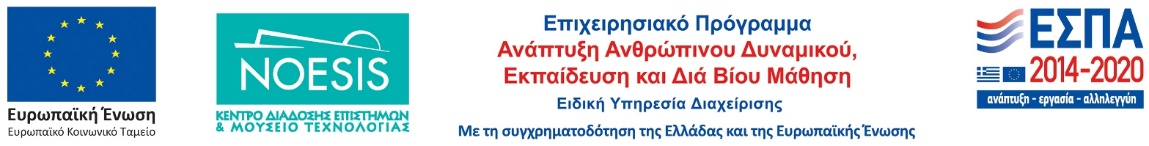 Ευρωπαϊκή Ένωση
Ευρωπαϊκό Κοινωνικό Ταμείο
NOESIS
ΚΕΝΤΡΟ ΔΙΑΔΟΣΗΣ ΕΠΙΣΤΗΜΩΝ
& ΜΟΥΣΕΙΟ ΤΕΧΝΟΛΟΓΙΑΣ
Επιχειρησιακό Πρόγραμμα
Ανάπτυξη Ανθρώπινου Δυναμικού,
Εκπαίδευση και Διά Βίου Μάθηση
Ειδική Υπηρεσία Διαχείρισης
Με τη συγχρηματοδότηση της Ελλάδας και της Ευρωπαϊκής Ένωσης
ΕΣΠΑ
2014-2020
ανάπτυξη - εργασία - αλληλεγγύη